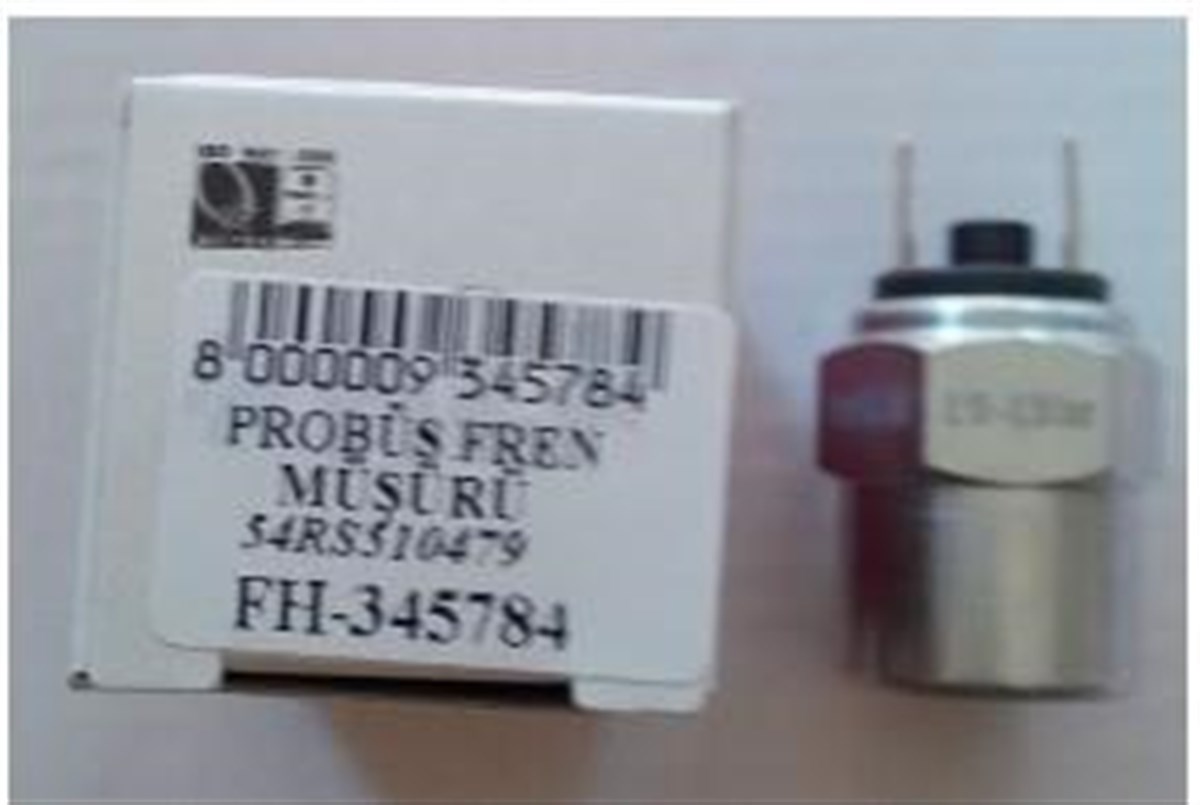 8 000009 345784
PROBÜS FREN
MÜŞÜRÜ
54RS510479
FH-345784